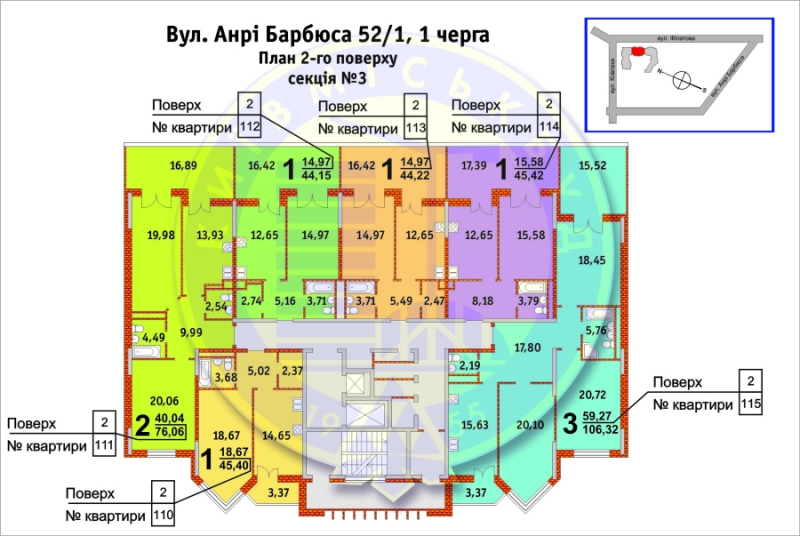 Вул. Анрі Барбюса 52/1, 1 черга
План 2-го поверху
секція №3
вул. Філатова
вул. Анрі Барбюса
N
S
Поверх 2
№ квартири 112
Поверх 2
№ квартири 113
Поверх 2
№ квартири 114
16,89
16,42
1 14,97
44,15
16,42
1 14,97
44,22
17,39
1 15,58
45,42
15,52
19,98
13,93
12,65
14,97
14,97
12,65
12,65
15,58
18,45
2,54
2,74
5,16
3,71
3,71
5,49
2,47
8,18
3,79
4,49
9,99
5,76
17,80
3,68
5,02
2,37
2,19
20,06
2 40,04
76,06
18,67
14,65
15,63
20,10
20,72
3 59,27
106,32
1 18,67
45,40
3,37
3,37
Поверх 2
№ квартири 115
Поверх 2
№ квартири 111
Поверх 2
№ квартири 110
КИЇВМІСЬКБУД
1955